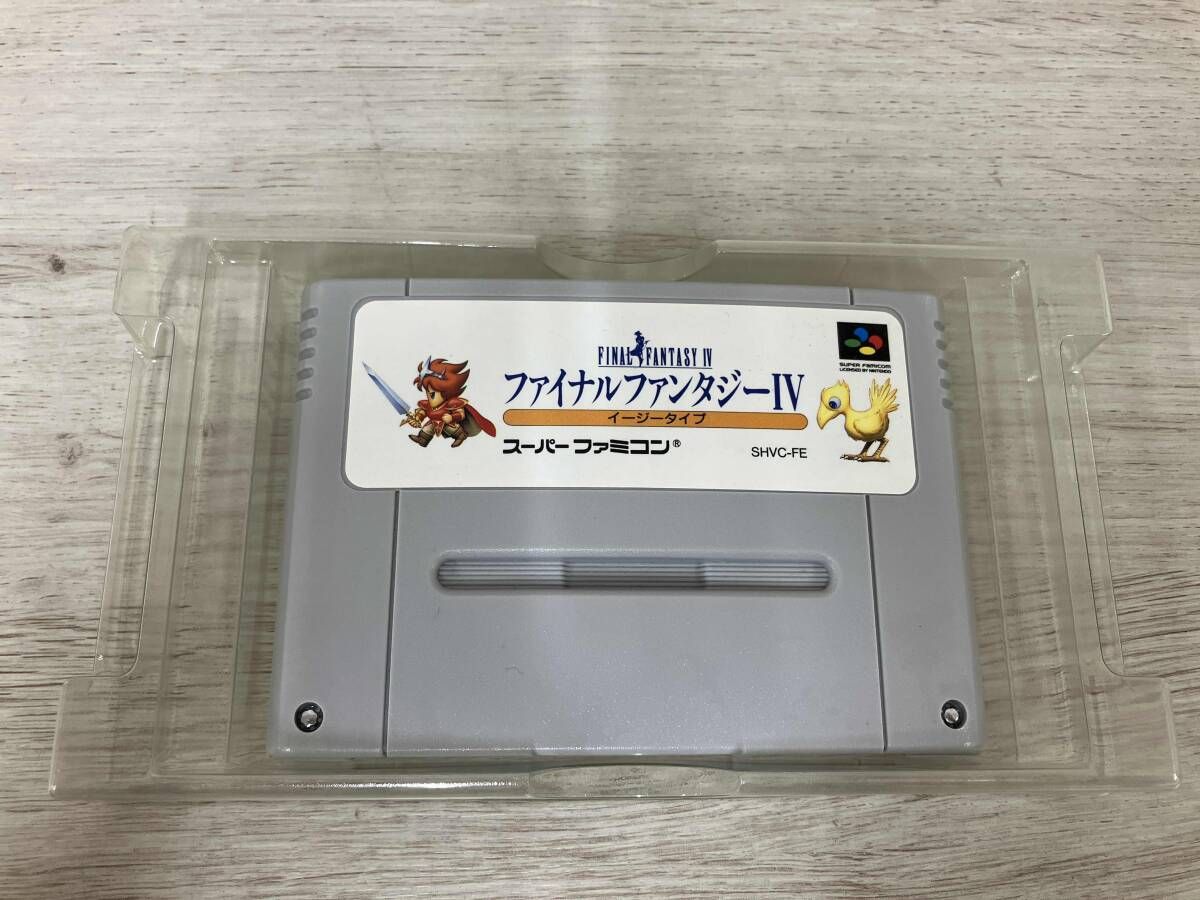 FINAL FANTASY IV
ファイナルファンタジーIV
イージータイプ
スーパーファミコン®
SHVC-FE
SUPER FAMICOM
LICENSED BY NINTENDO